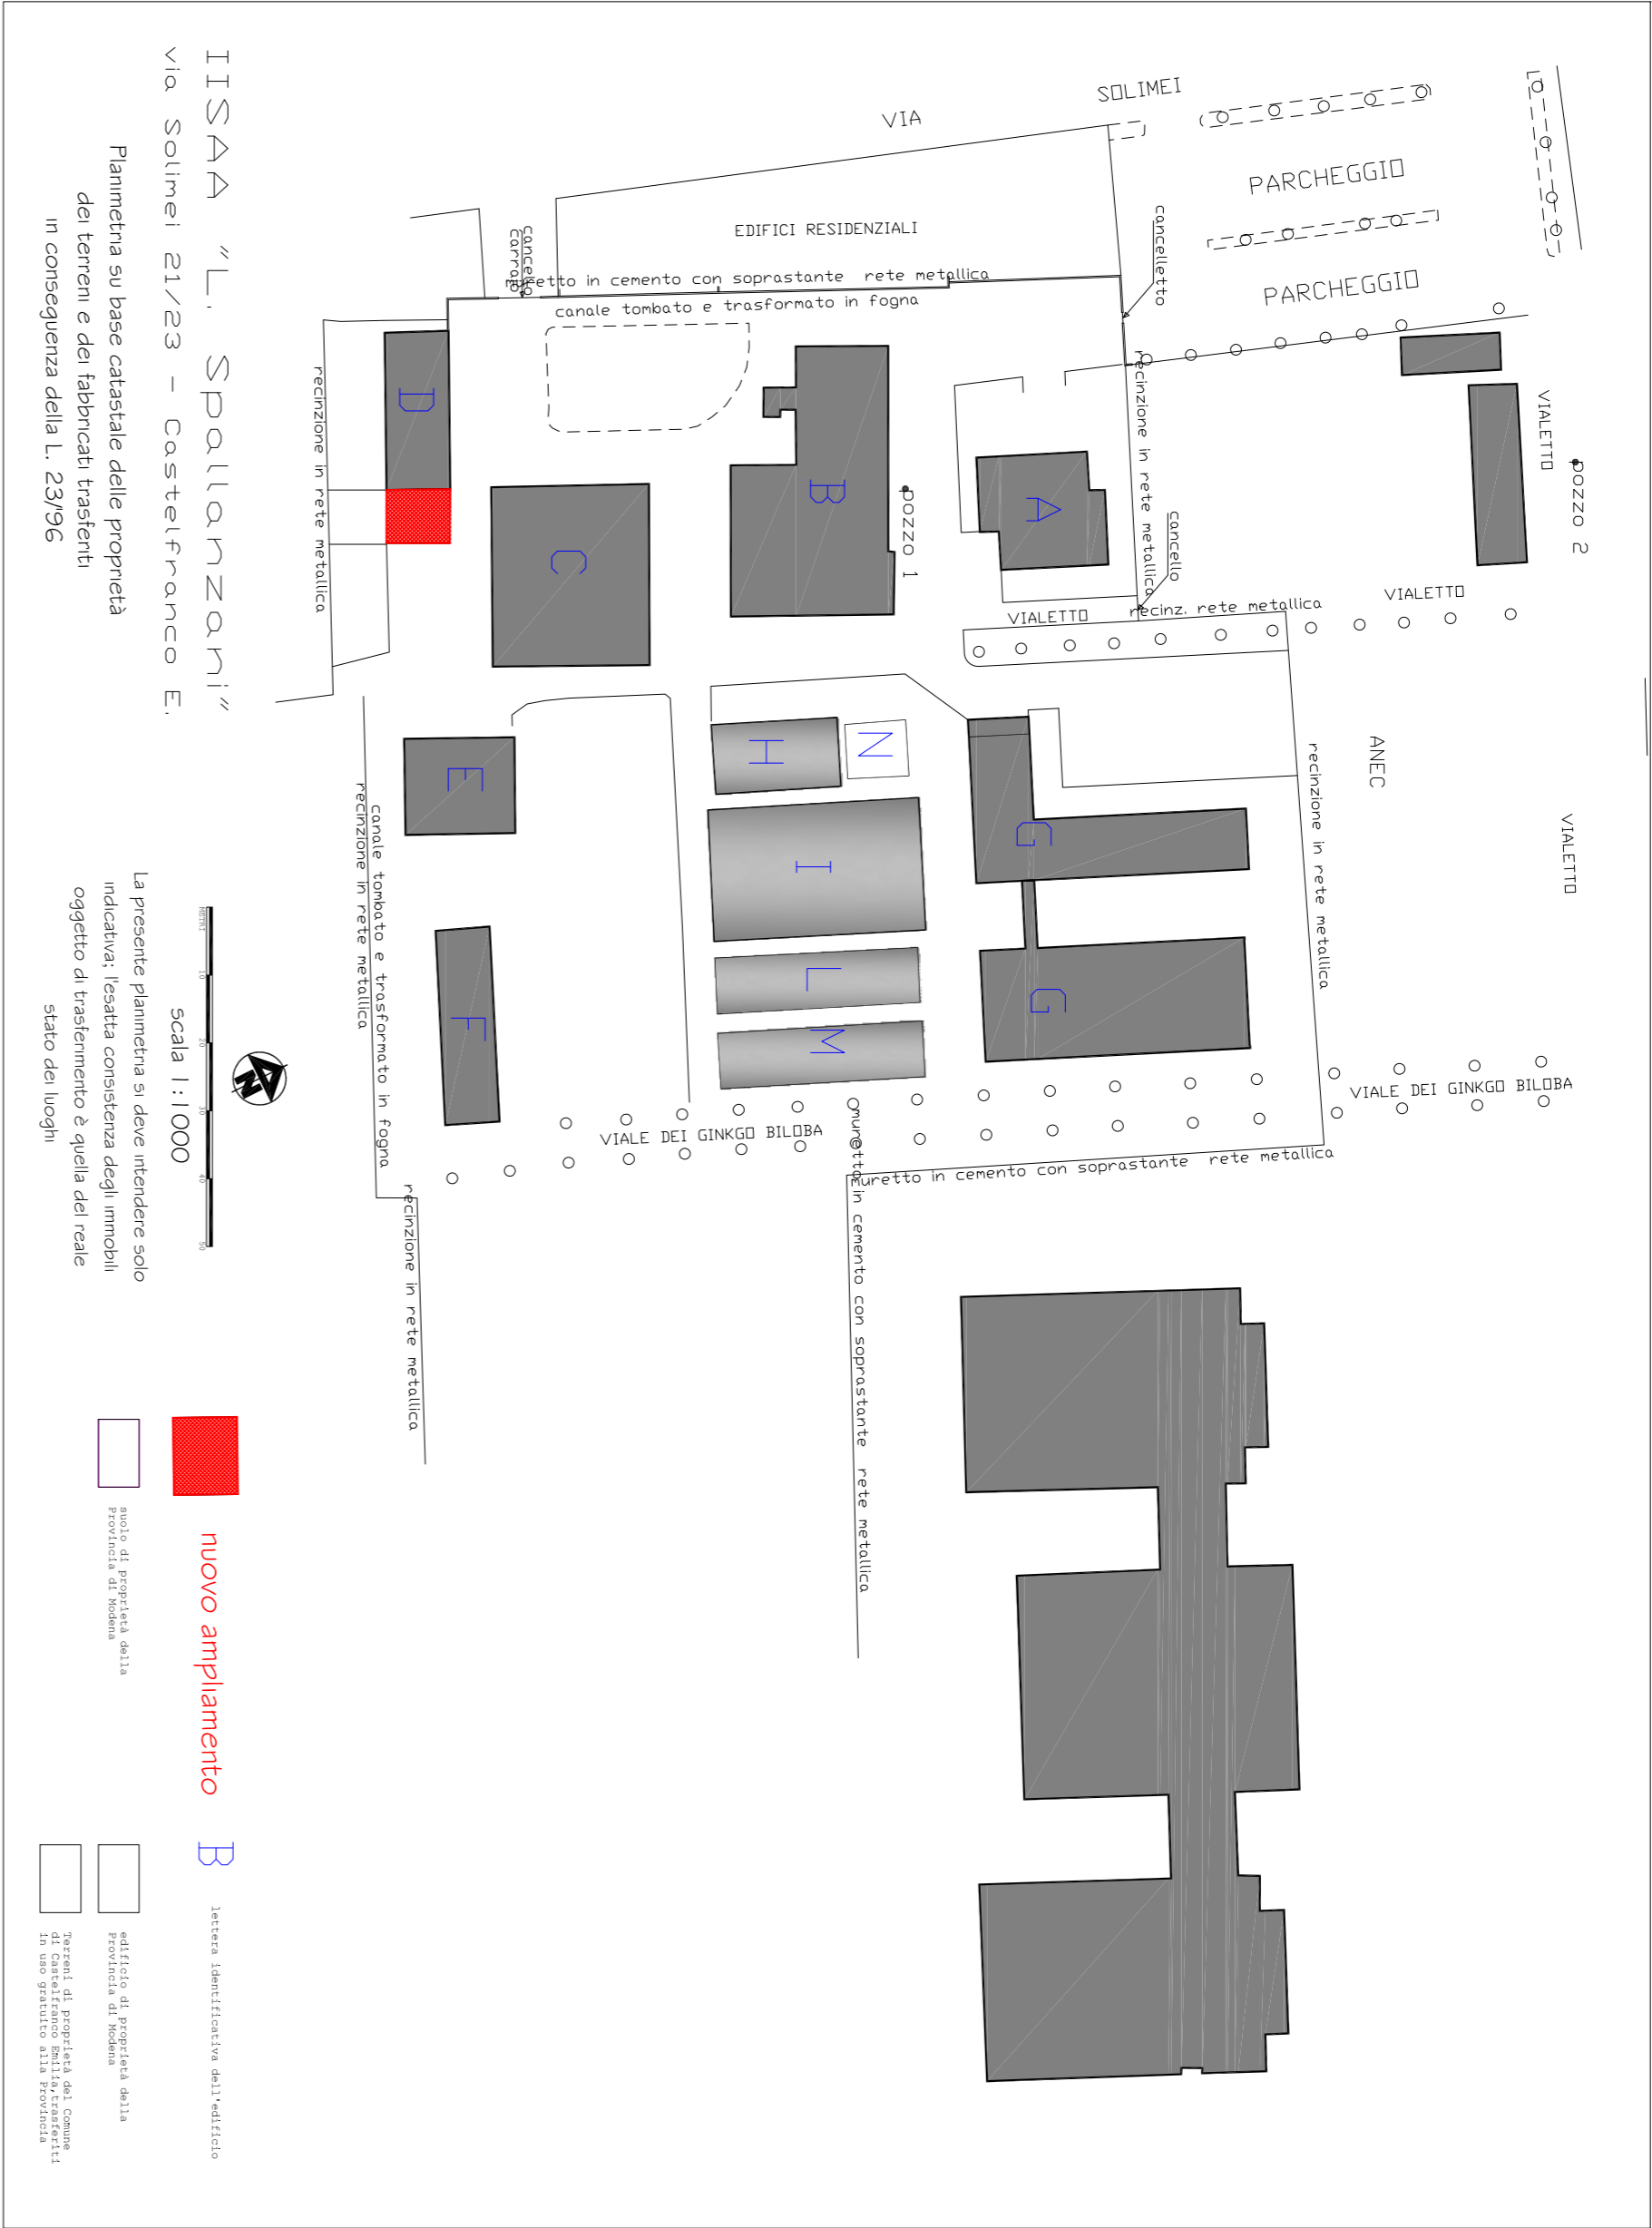 SOLIMEI
VIA
PARCHEGGIO
PARCHEGGIO
cancelletto
EDIFICI RESIDENZIALI
cancello
carraio
muretto in cemento con soprastante rete metallica
canale tombato e trasformato in fogna
recinzione in rete metallica
VIALETTO
pozzo 2
pozzo 1
cancello
VIALETTO
recinz. rete metallica
VIALETTO
recinzione in rete metallica
A
B
C
D
E
F
G
G
H
I
L
M
N
ANEC
VIALETTO
recinzione in rete metallica
canale tombato e trasformato in fogna
recinzione in rete metallica
VIALE DEI GINKGO BILOBA
VIALE DEI GINKGO BILOBA
muretto in cemento con soprastante rete metallica
muretto in cemento con soprastante rete metallica
recinzione in rete metallica
IISAA "L. Spallanzani"
via Solimei 21/23 - Castelfranco E.
Planimetria su base catastale delle proprietà
dei terreni e dei fabbricati trasferiti
in conseguenza della L. 23/96
METRI 10 20 30 40 50
scala 1:1000
La presente planimetria si deve intendere solo
indicativa; l'esatta consistenza degli immobili
oggetto di trasferimento è quella del reale
stato dei luoghi
N
nuovo ampliamento
suolo di proprietà della
Provincia di Modena
B
lettera identificativa dell'edificio
edificio di proprietà della
Provincia di Modena
Terreni di proprietà del Comune
di Castelfranco Emilia,trasferiti
in uso gratuito alla Provincia